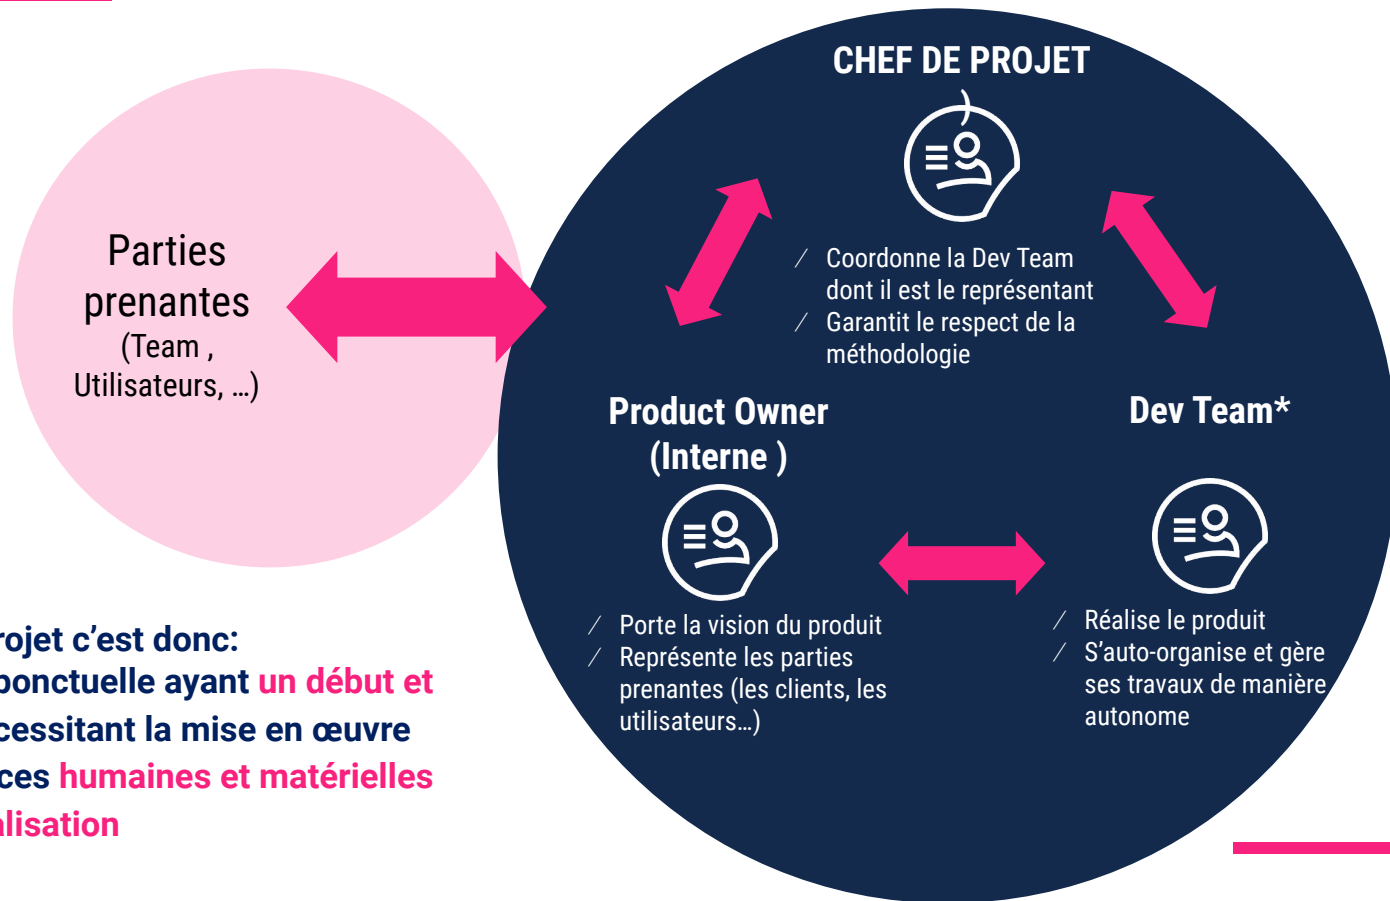 CHEF DE PROJET
/ Coordonne la Dev Team
dont il est le représentant
/ Garantit le respect de la
méthodologie
Parties
prenantes
(Team ,
Utilisateurs, ...)
Product Owner
(Interne )
/ Porte la vision du produit
/ Représente les parties
prenantes (les clients, les
utilisateurs...)
Dev Team*
/ Réalise le produit
/ S'auto-organise et gère
ses travaux de manière
autonome
rojet c'est donc:
ponctuelle ayant un début et
cessitant la mise en œuvre
ces humaines et matérielles
alisation